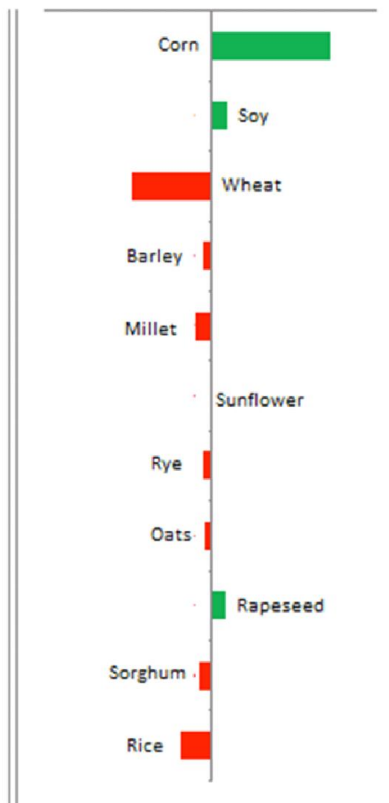 Corn
Soy
Wheat
Barley
Millet
Sunflower
Rye
Oats
Rapeseed
Sorghum
Rice